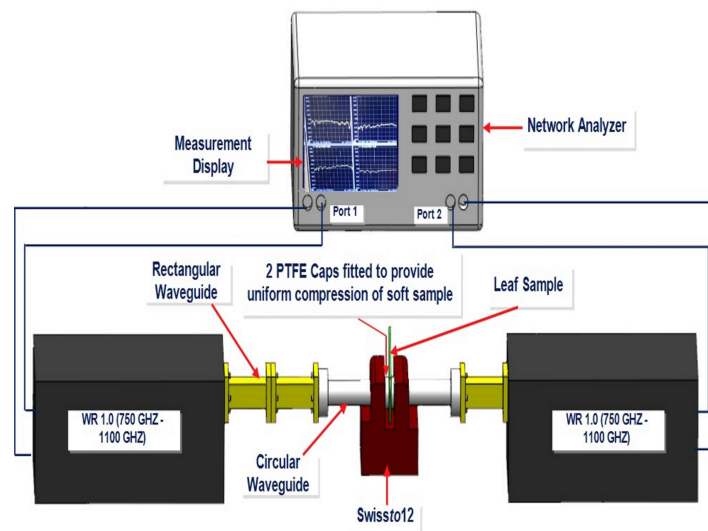 Measurement
Display
Network Analyzer
Port 1
Port 2
Rectangular
Waveguide
2 PTFE Caps fitted to provide
uniform compression of soft sample
Leaf Sample
WR 1.0 (750 GHZ -
1100 GHZ)
WR 1.0 (750 GHZ -
1100 GHZ)
Circular
Waveguide
Swissto12